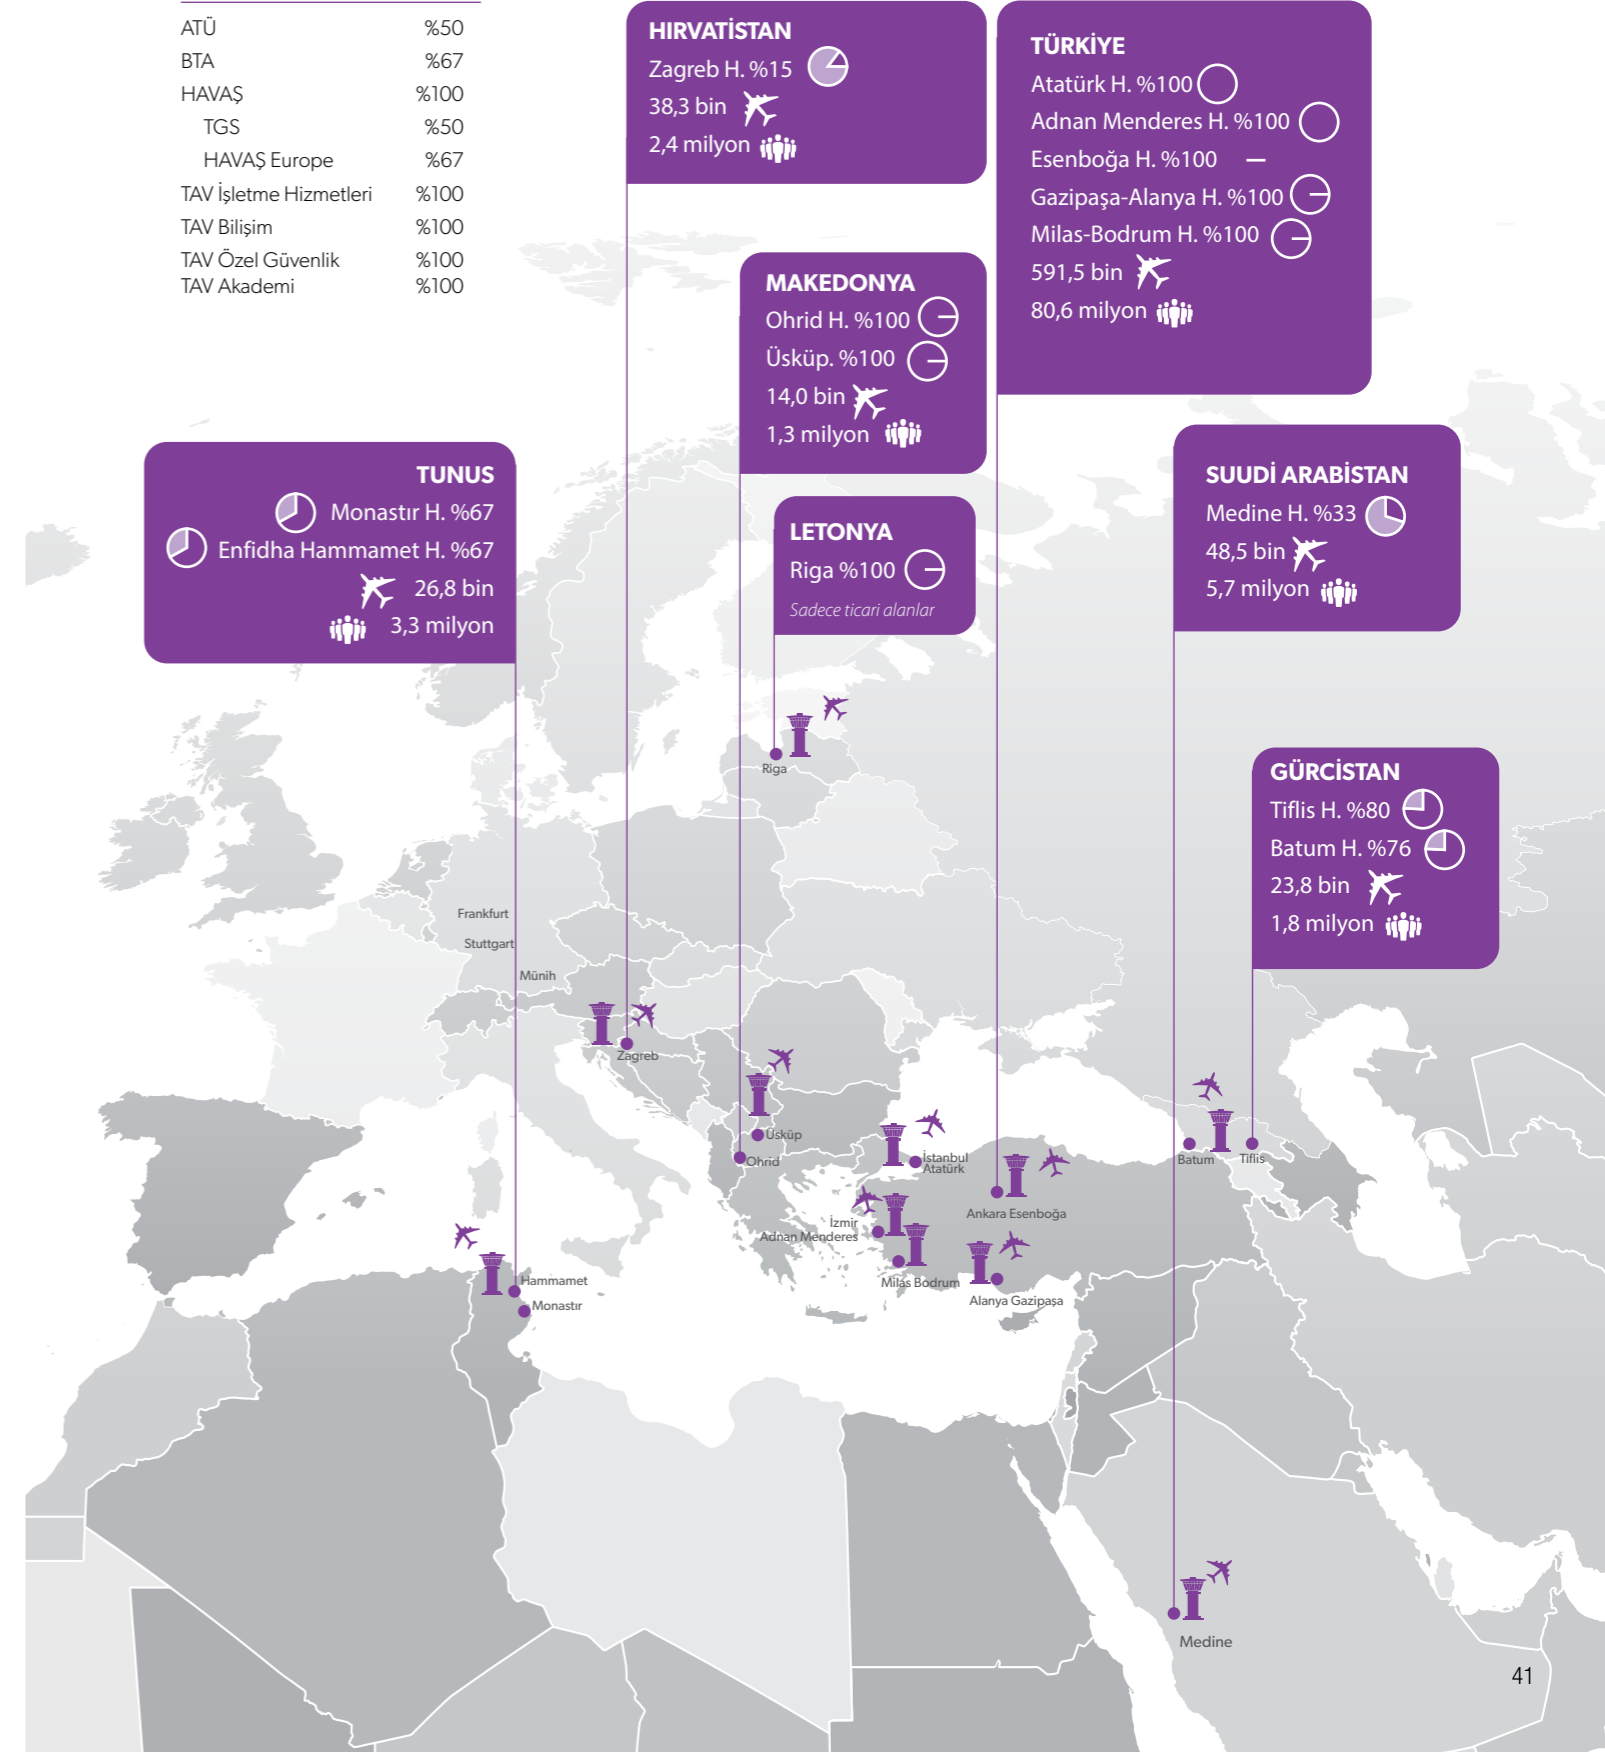 ATÜ %50
BTA %67
HAVAŞ %100
TGS %50
HAVAŞ Europe %67
TAV İşletme Hizmetleri %100
TAV Bilişim %100
TAV Özel Güvenlik %100
TAV Akademi %100
HIRVATİSTAN
Zagreb H. %15
38,3 bin
2,4 milyon
TÜRKİYE
Atatürk H. %100
Adnan Menderes H. %100
Esenboğa H. %100
Gazipaşa-Alanya H. %100
Milas-Bodrum H. %100
591,5 bin
80,6 milyon
MAKEDONYA
Ohrid H. %100
Üsküp. %100
14,0 bin
1,3 milyon
TUNUS
Monastır H. %67
Enfidha Hammamet H. %67
26,8 bin
3,3 milyon
LETONYA
Riga %100
Sadece ticari alanlar
SUUDİ ARABİSTAN
Medine H. %33
48,5 bin
5,7 milyon
GÜRCİSTAN
Tiflis H. %80
Batum H. %76
23,8 bin
1,8 milyon
Riga
Frankfurt
Stuttgart
Münih
Zagreb
Üsküp
Ohrid
İstanbul
Atatürk
Batum
Tiflis
Ankara Esenboğa
İzmir
Adnan Menderes
Milas Bodrum
Alanya Gazipaşa
Hammamet
Monastır
Medine
41